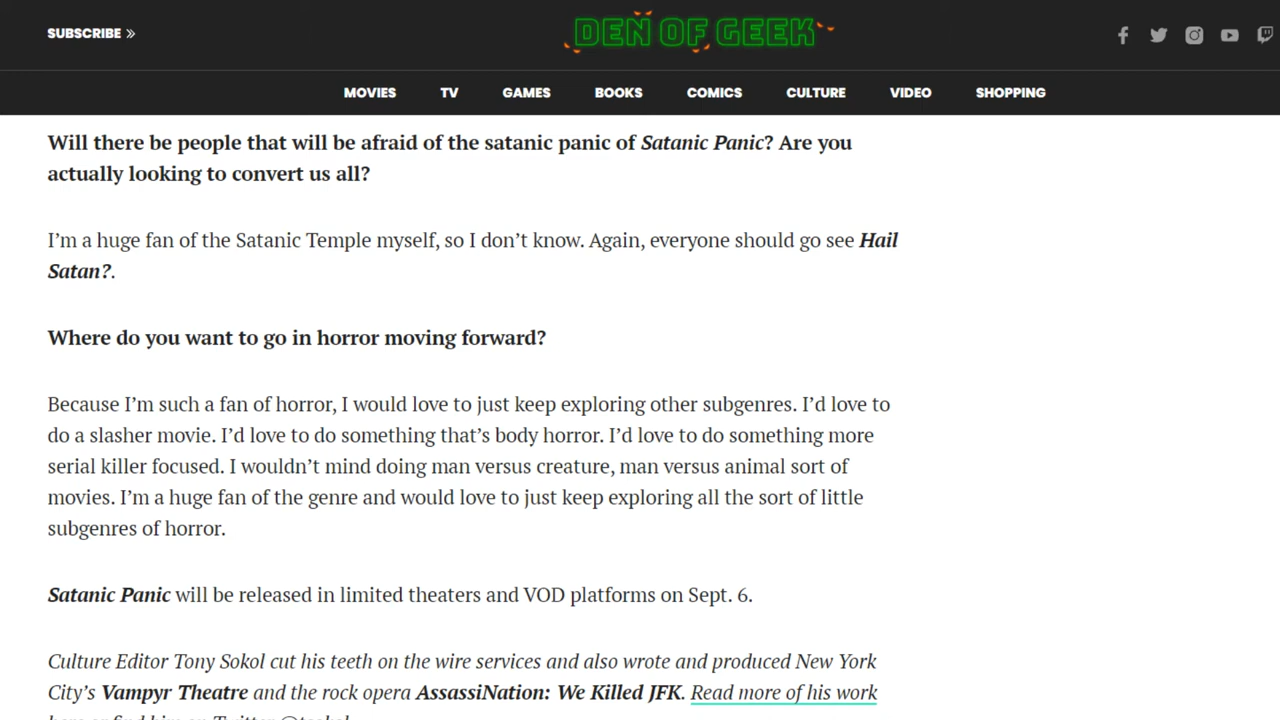 SUBSCRIBE »
DEN OF GEEK
MOVIES TV GAMES BOOKS COMICS CULTURE VIDEO SHOPPING
Will there be people that will be afraid of the satanic panic of Satanic Panic? Are you
actually looking to convert us all?
I’m a huge fan of the Satanic Temple myself, so I don’t know. Again, everyone should go see Hail
Satan?.
Where do you want to go in horror moving forward?
Because I’m such a fan of horror, I would love to just keep exploring other subgenres. I’d love to
do a slasher movie. I’d love to do something that’s body horror. I’d love to do something more
serial killer focused. I wouldn’t mind doing man versus creature, man versus animal sort of
movies. I’m a huge fan of the genre and would love to just keep exploring all the sort of little
subgenres of horror.
Satanic Panic will be released in limited theaters and VOD platforms on Sept. 6.
Culture Editor Tony Sokol cut his teeth on the wire services and also wrote and produced New York
City’s Vampyr Theatre and the rock opera AssassiNation: We Killed JFK. Read more of his work
here or find him on Twitter @tsokol.